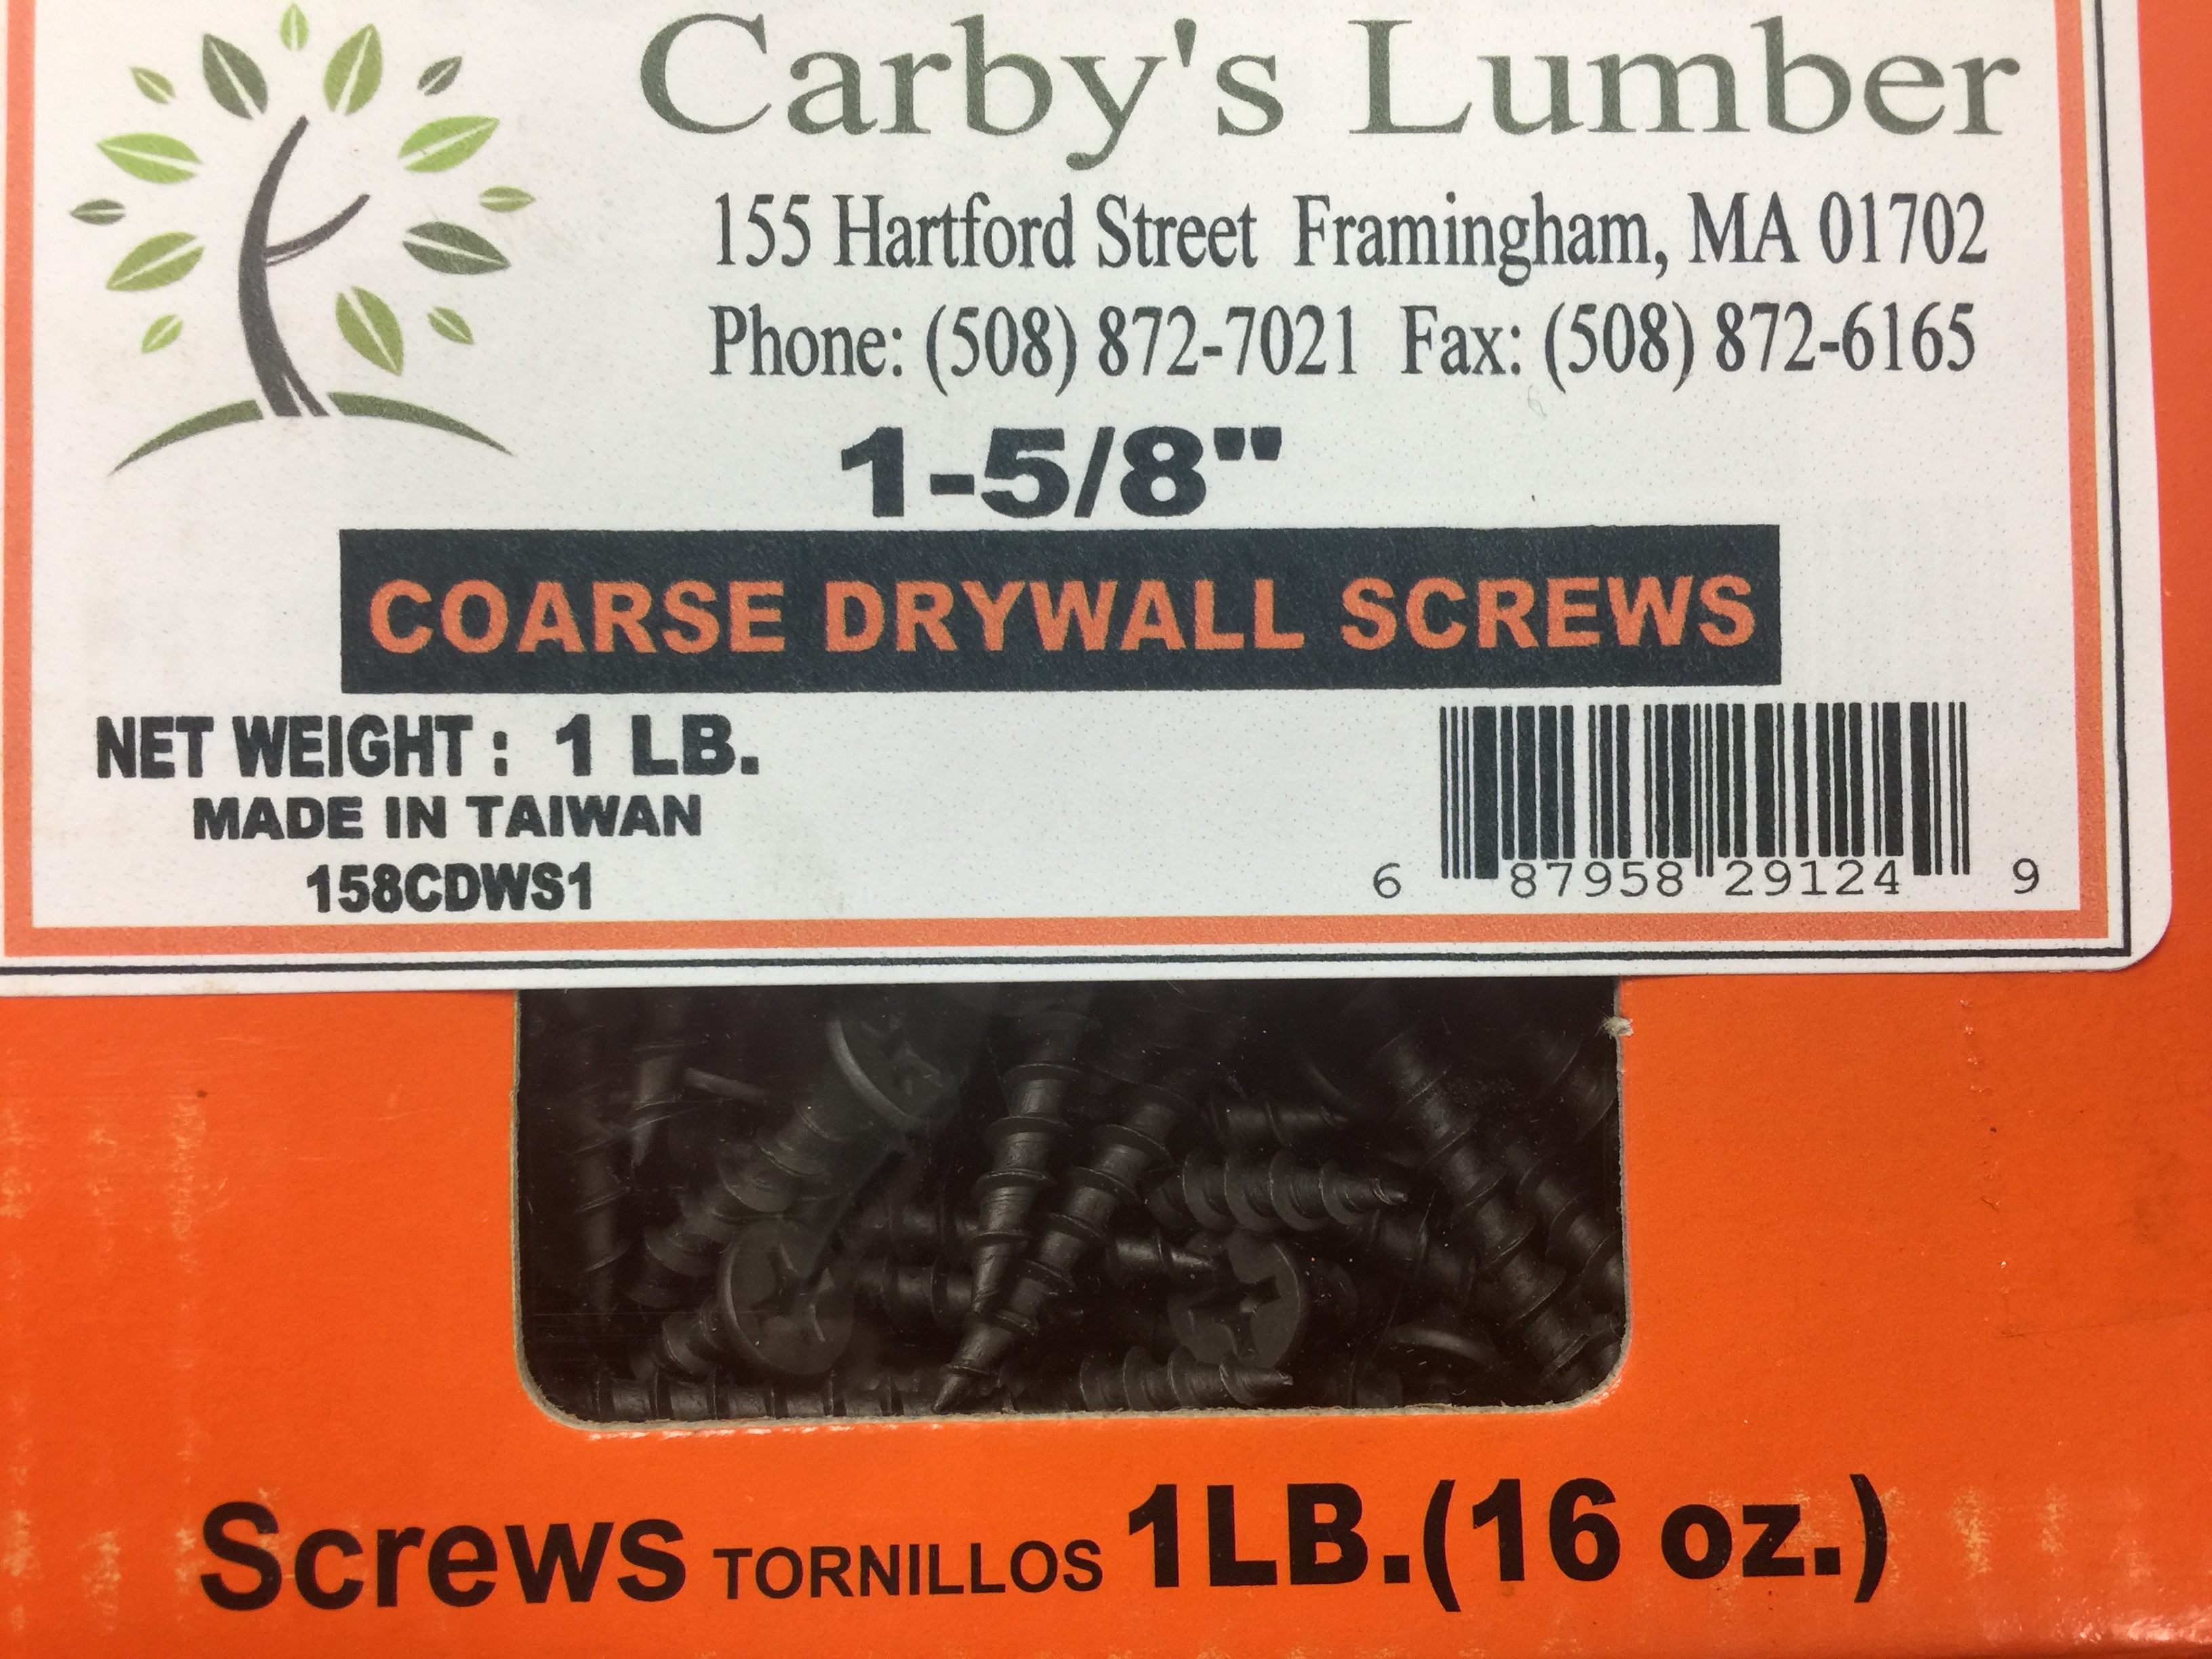 Carby's Lumber
155 Hartford Street Framingham, MA 01702
Phone: (508) 872-7021 Fax: (508) 872-6165
1-5/8"
COARSE DRYWALL SCREWS
NET WEIGHT : 1 LB.
MADE IN TAIWAN
158CDWS1
6 87958 29124 9
Screws TORNILLOS 1LB.(16 oz.)